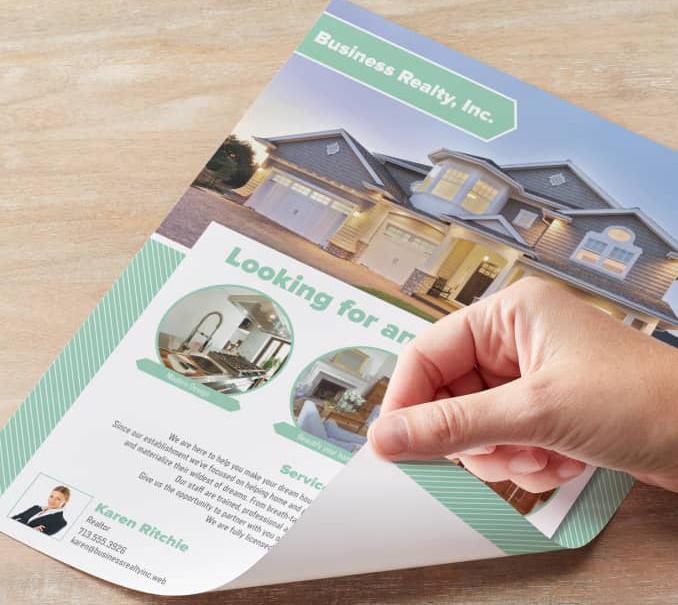 Business Realty, Inc.
Looking for an
Modern Design
Beautify your
Servic
We are here to help you make your dream hou
Since our establishment we've focused on helping home and
and materialize their wildest of dreams. From breath-ta
Our staff are trained, professional a
Give us the opportunity to partner with you
We are fully licensed
Karen Ritchie
Realtor
713.555.3926
karen@businessrealtyinc.web